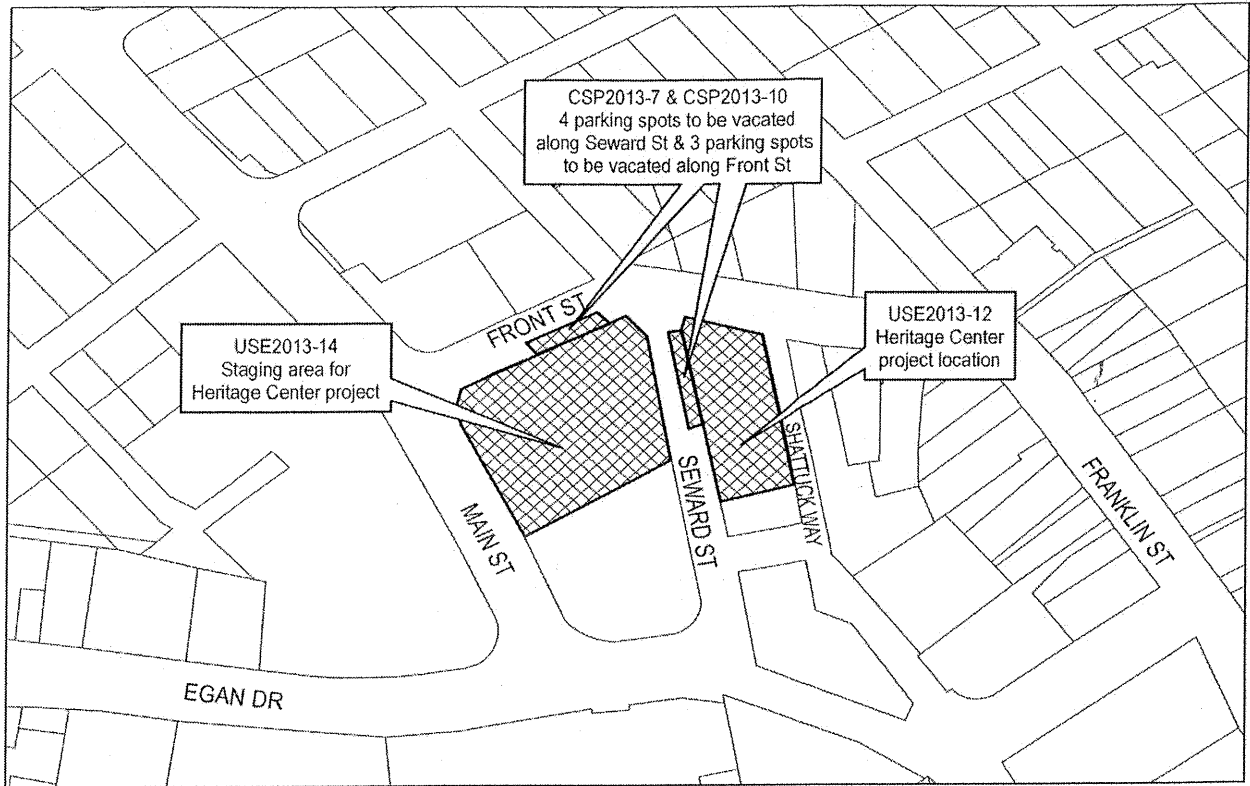 CSP2013-7 & CSP2013-10
4 parking spots to be vacated
along Seward St & 3 parking spots
to be vacated along Front St
USE2013-14
Staging area for
Heritage Center project
USE2013-12
Heritage Center
project location
FRONT ST
MAIN ST
SEWARD ST
SHATTUCK WAY
FRANKLIN ST
EGAN DR